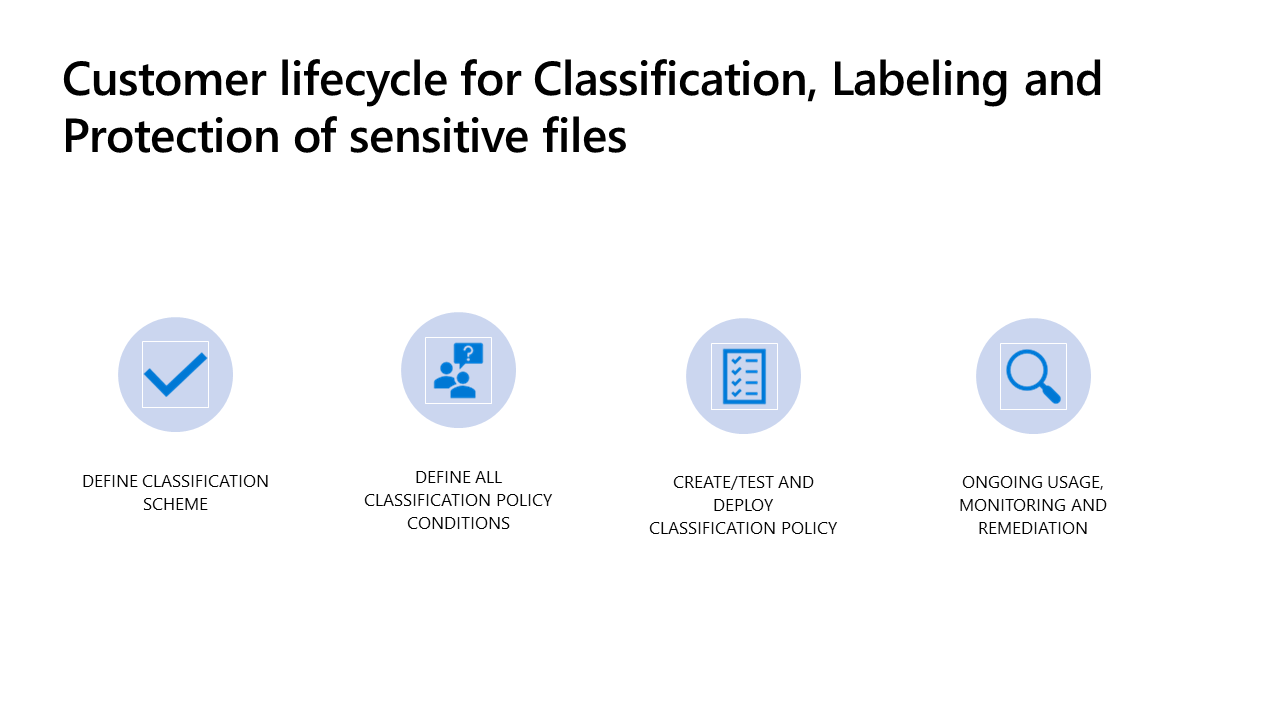 Customer lifecycle for Classification, Labeling and
Protection of sensitive files
?
DEFINE CLASSIFICATION
SCHEME
DEFINE ALL
CLASSIFICATION POLICY
CONDITIONS
CREATE/TEST AND
DEPLOY
CLASSIFICATION POLICY
ONGOING USAGE,
MONITORING AND
REMEDIATION